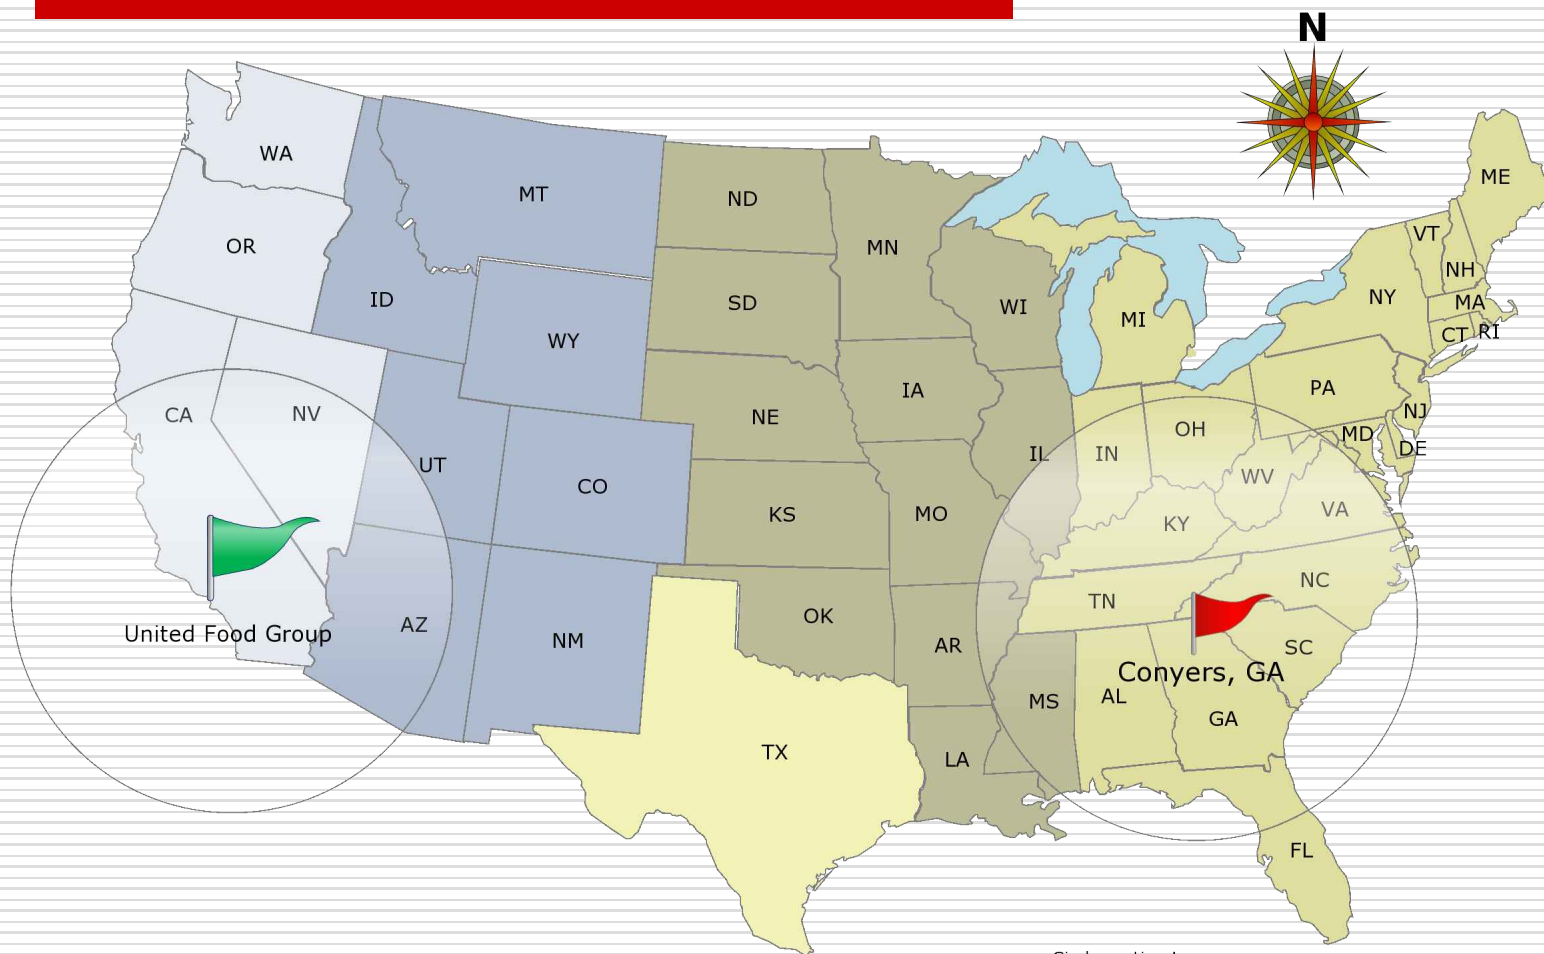 N
WA
MT
ND
MN
ME
VT
NH
OR
ID
SD
WI
MI
NY
MA
CT
RI
WY
IA
PA
NJ
CA
NV
NE
OH
MD
DE
UT
CO
IL
IN
WV
KS
MO
KY
VA
NC
TN
OK
United Food Group
AZ
NM
AR
SC
Conyers, GA
MS
AL
GA
TX
LA
FL